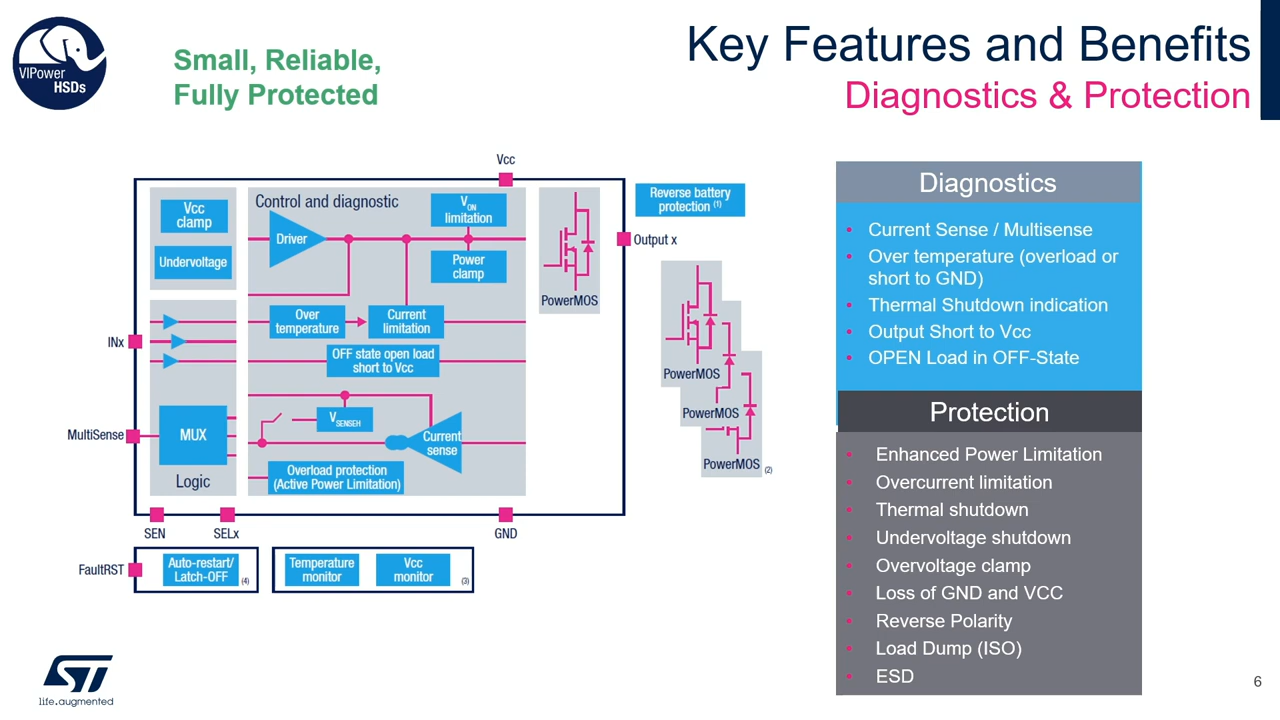 VIPower
HSDs
Small, Reliable,
Fully Protected
Key Features and Benefits
Diagnostics & Protection
Vcc
Vcc
clamp
Undervoltage
Control and diagnostic
Driver
VON
limitation
Power
clamp
PowerMOS
Reverse battery
protection (1)
Output x
Over
temperature
Current
limitation
OFF state open load
short to Vcc
INx
PowerMOS
PowerMOS
PowerMOS (2)
MultiSense
MUX
Logic
VSENSEH
Current
sense
Overload protection
(Active Power Limitation)
SEN
SELx
GND
FaultRST
Auto-restart/
Latch-OFF (4)
Temperature
monitor
Vcc
monitor (3)
Diagnostics
• Current Sense / Multisense
• Over temperature (overload or
short to GND)
• Thermal Shutdown indication
• Output Short to Vcc
• OPEN Load in OFF-State
Protection
• Enhanced Power Limitation
• Overcurrent limitation
• Thermal shutdown
• Undervoltage shutdown
• Overvoltage clamp
• Loss of GND and VCC
• Reverse Polarity
• Load Dump (ISO)
• ESD
ST
life.augmented
6